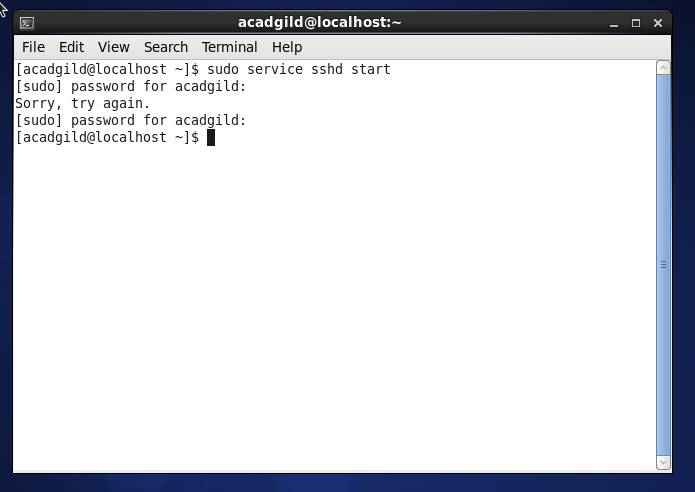 acadgild@localhost:~
File Edit View Search Terminal Help
[acadgild@localhost ~]$ sudo service sshd start
[sudo] password for acadgild:
Sorry, try again.
[sudo] password for acadgild:
[acadgild@localhost ~]$